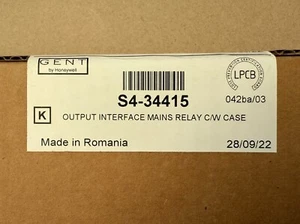 GENT
by Honeywell
LPCB
S4-34415
042ba/03
K
OUTPUT INTERFACE MAINS RELAY C/W CASE
Made in Romania
28/09/22